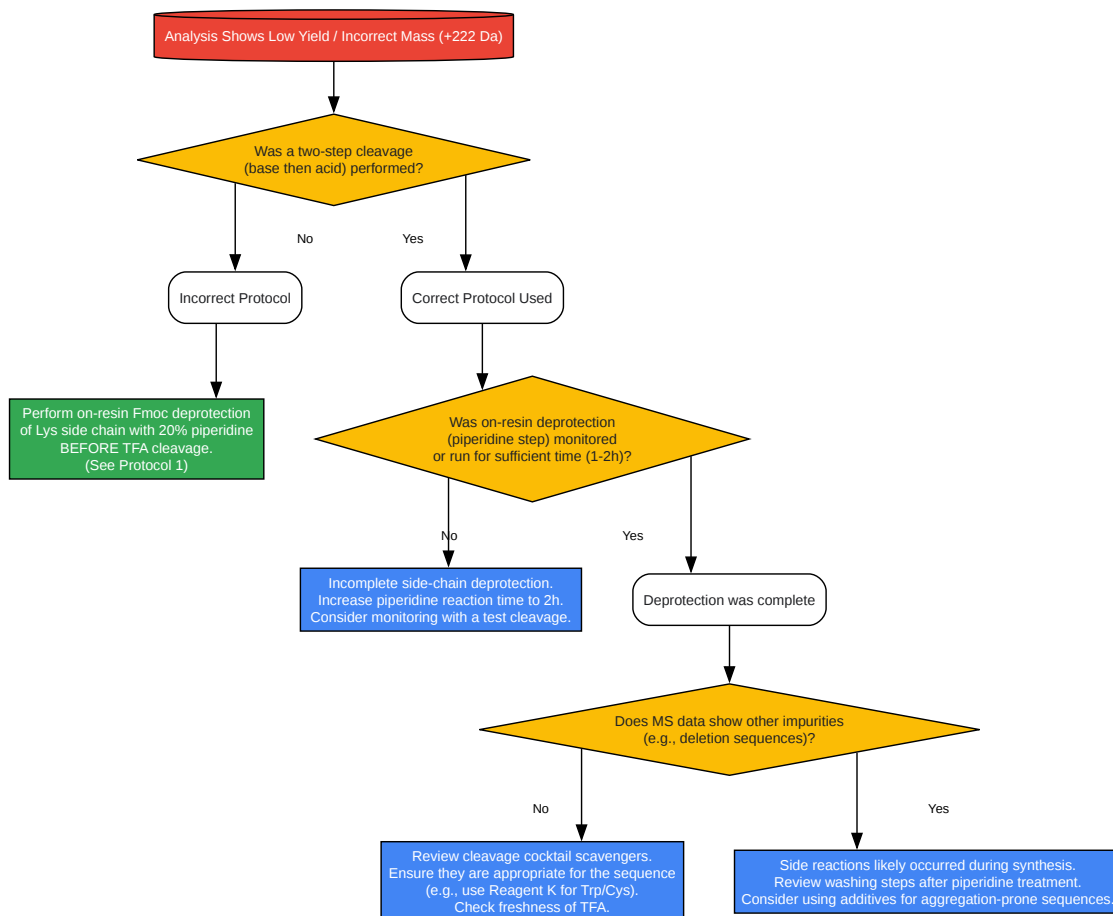 Analysis Shows Low Yield / Incorrect Mass (+222 Da)
Was a two-step cleavage
(base then acid) performed?
No
Yes
Incorrect Protocol
Correct Protocol Used
Perform on-resin Fmoc deprotection
of Lys side chain with 20% piperidine
BEFORE TFA cleavage.
(See Protocol 1)
Was on-resin deprotection
(piperidine step) monitored
or run for sufficient time (1-2h)?
No
Yes
Incomplete side-chain deprotection.
Increase piperidine reaction time to 2h.
Consider monitoring with a test cleavage.
Deprotection was complete
Does MS data show other impurities
(e.g., deletion sequences)?
No
Yes
Review cleavage cocktail scavengers.
Ensure they are appropriate for the sequence
(e.g., use Reagent K for Trp/Cys).
Check freshness of TFA.
Side reactions likely occurred during synthesis.
Review washing steps after piperidine treatment.
Consider using additives for aggregation-prone sequences.